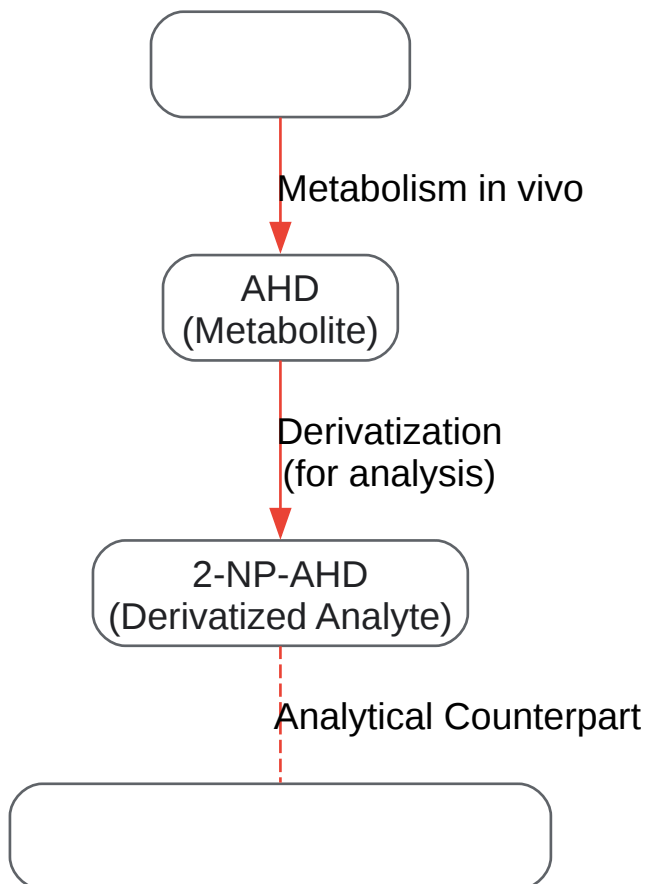 Metabolism in vivo
AHD
(Metabolite)
Derivatization
(for analysis)
2-NP-AHD
(Derivatized Analyte)
Analytical Counterpart